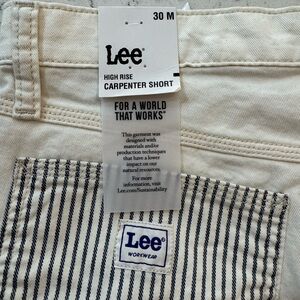 30 M
Lee®
HIGH RISE
CARPENTER SHORT
FOR A WORLD
THAT WORKS™
This garment was
designed with
materials and/or
production techniques
that have a lower
impact on our
natural resources.
For more
information, visit
Lee.com/Sustainability
Lee®
WORKWEAR